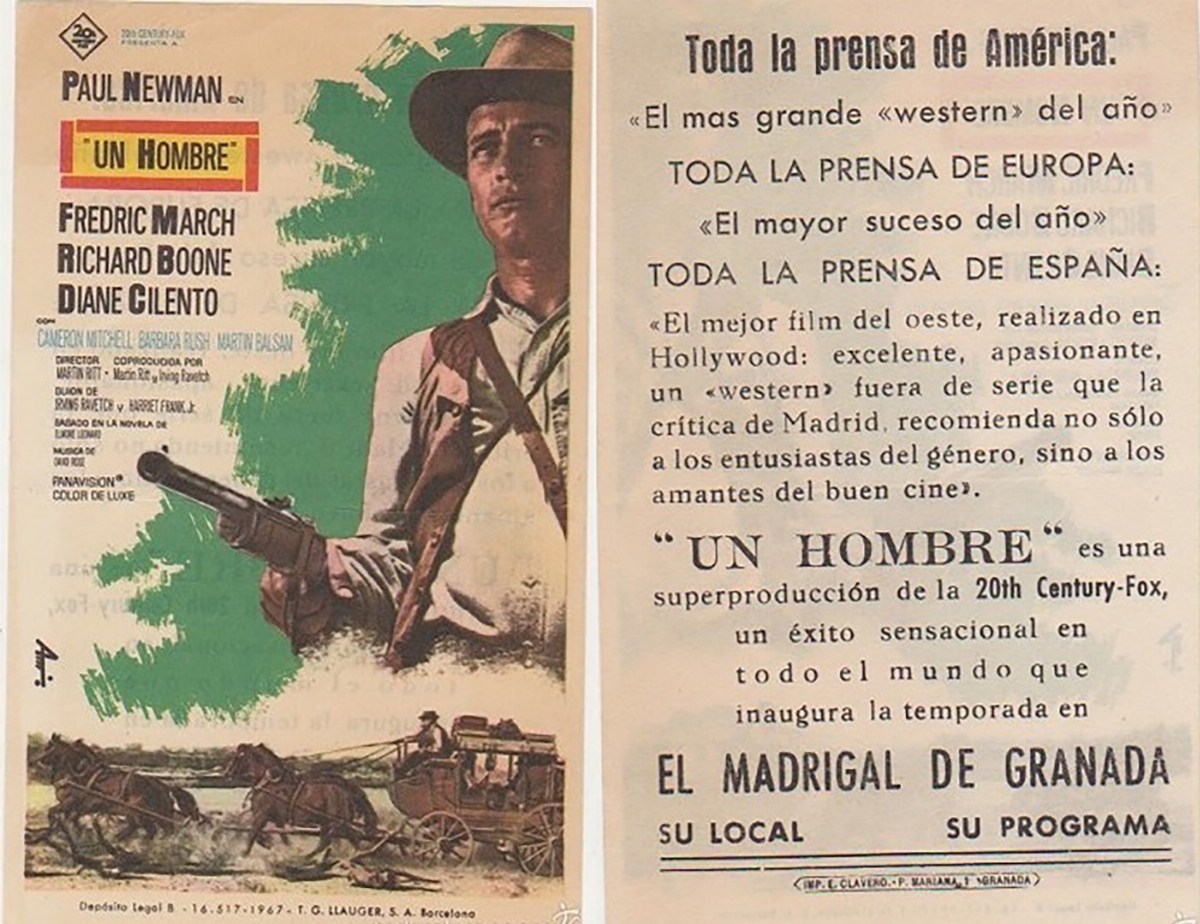 20th CENTURY-FOX
PRESENTA A
PAUL NEWMAN EN
"UN HOMBRE"
FREDRIC MARCH
RICHARD BOONE
DIANE CILENTO
CON
CAMERON MITCHELL · BARBARA RUSH · MARTIN BALSAM
DIRECTOR COPRODUCIDA POR
MARTIN RITT · Martin Ritt y Irving Ravetch
GUION DE
IRVING RAVETCH y HARRIET FRANK, Jr.
BASADO EN LA NOVELA DE
ELMORE LEONARD
MUSICA DE
DAVID ROSE
PANAVISION®
COLOR DE LUXE
Depósito Legal B - 16.517-1967 - T. G. LLAUGER, S. A. Barcelona
Toda la prensa de América:
«El mas grande «western» del año»
TODA LA PRENSA DE EUROPA:
«El mayor suceso del año»
TODA LA PRENSA DE ESPAÑA:
«El mejor film del oeste, realizado en
Hollywood: excelente, apasionante,
un «western» fuera de serie que la
crítica de Madrid, recomienda no sólo
a los entusiastas del género, sino a los
amantes del buen cine».
"UN HOMBRE" es una
superproducción de la 20th Century-Fox,
un éxito sensacional en
todo el mundo que
inaugura la temporada en
EL MADRIGAL DE GRANADA
SU LOCAL SU PROGRAMA
IMP. E. CLAVERO.- P. MARIANA, 1 -GRANADA